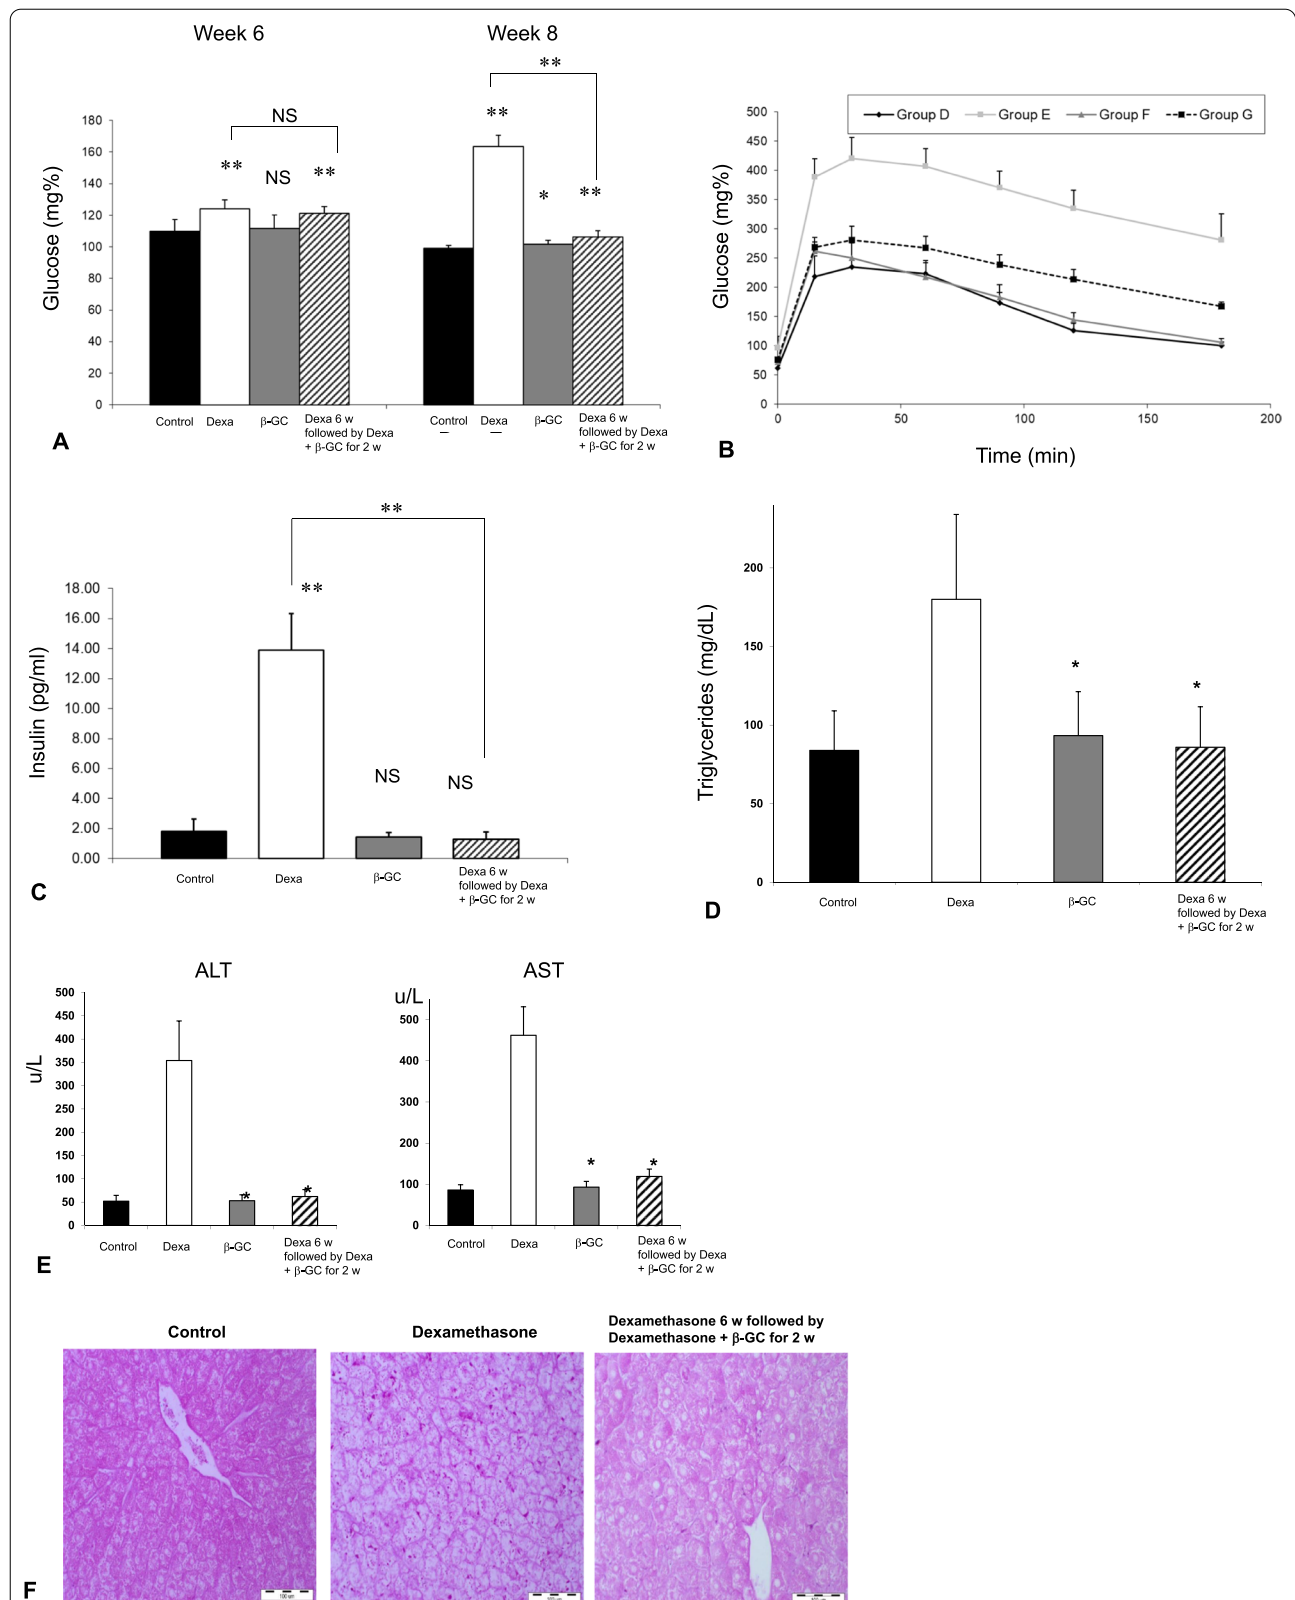 Week 6
Week 8
**
NS
**
**
**
NS
*
**
Glucose (mg%)
180
160
140
120
100
80
60
40
20
0
Control
Dexa
β-GC
Dexa 6 w
followed by Dexa
+ β-GC for 2 w
Control
Dexa
β-GC
Dexa 6 w
followed by Dexa
+ β-GC for 2 w
A
Group D
Group E
Group F
Group G
Glucose (mg%)
500
450
400
350
300
250
200
150
100
50
0
0
50
100
150
200
Time (min)
B
**
**
NS
NS
Insulin (pg/ml)
18.00
16.00
14.00
12.00
10.00
8.00
6.00
4.00
2.00
0.00
Control
Dexa
β-GC
Dexa 6 w
followed by Dexa
+ β-GC for 2 w
C
Triglycerides (mg/dL)
200
150
100
50
0
*
*
Control
Dexa
β-GC
Dexa 6 w
followed by Dexa
+ β-GC for 2 w
D
ALT
u/L
500
450
400
350
300
250
200
150
100
50
0
*
*
Control
Dexa
β-GC
Dexa 6 w
followed by Dexa
+ β-GC for 2 w
AST
u/L
500
400
300
200
100
0
*
*
Control
Dexa
β-GC
Dexa 6 w
followed by Dexa
+ β-GC for 2 w
E
Control
Dexamethasone
Dexamethasone 6 w followed by
Dexamethasone + β-GC for 2 w
100 um
F